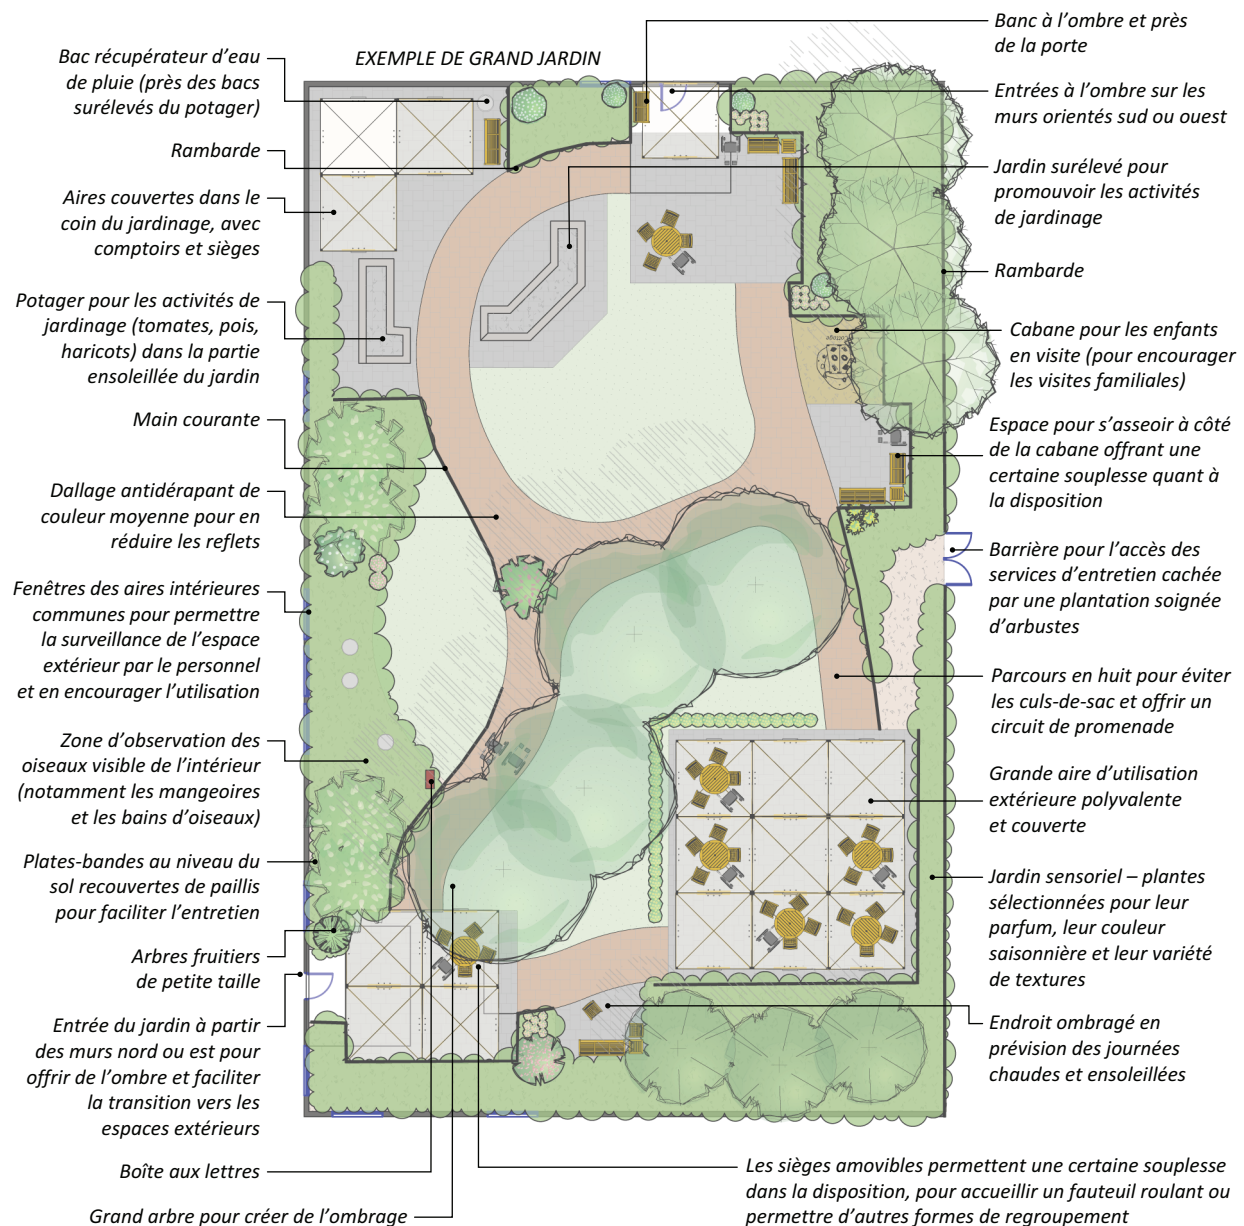 EXEMPLE DE GRAND JARDIN
Bac récupérateur d’eau
de pluie (près des bacs
surélevés du potager)
Rambarde
Aires couvertes dans le
coin du jardinage, avec
comptoirs et sièges
Potager pour les activités de
jardinage (tomates, pois,
haricots) dans la partie
ensoleillée du jardin
Main courante
Dallage antidérapant de
couleur moyenne pour en
réduire les reflets
Fenêtres des aires intérieures
communes pour permettre
la surveillance de l’espace
extérieur par le personnel
et en encourager l’utilisation
Zone d’observation des
oiseaux visible de l’intérieur
(notamment les mangeoires
et les bains d’oiseaux)
Plates-bandes au niveau du
sol recouvertes de paillis
pour faciliter l’entretien
Arbres fruitiers
de petite taille
Entrée du jardin à partir
des murs nord ou est pour
offrir de l’ombre et faciliter
la transition vers les
espaces extérieurs
Boîte aux lettres
Grand arbre pour créer de l’ombrage
Banc à l’ombre et près
de la porte
Entrées à l’ombre sur les
murs orientés sud ou ouest
Jardin surélevé pour
promouvoir les activités
de jardinage
Rambarde
Cabane pour les enfants
en visite (pour encourager
les visites familiales)
Espace pour s’asseoir à côté
de la cabane offrant une
certaine souplesse quant à
la disposition
Barrière pour l’accès des
services d’entretien cachée
par une plantation soignée
d’arbustes
Parcours en huit pour éviter
les culs-de-sac et offrir un
circuit de promenade
Grande aire d’utilisation
extérieure polyvalente
et couverte
Jardin sensoriel – plantes
sélectionnées pour leur
parfum, leur couleur
saisonnière et leur variété
de textures
Endroit ombragé en
prévision des journées
chaudes et ensoleillées
Les sièges amovibles permettent une certaine souplesse
dans la disposition, pour accueillir un fauteuil roulant ou
permettre d’autres formes de regroupement